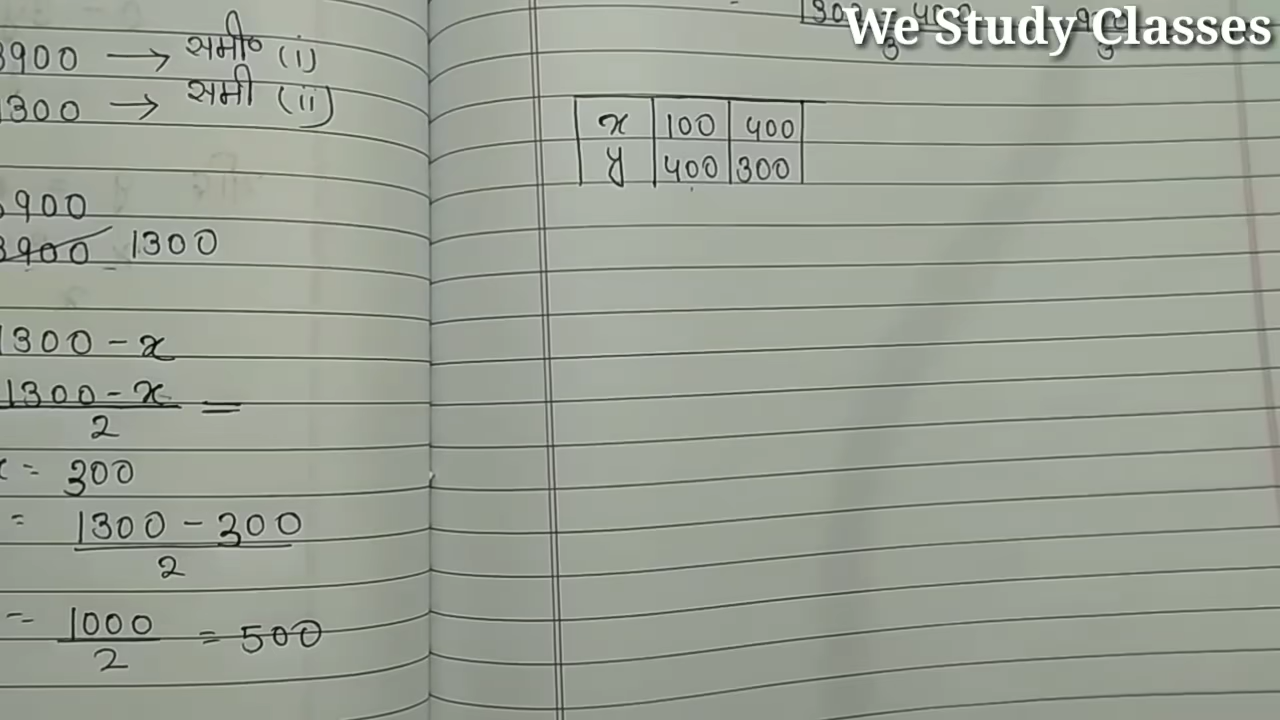 We Study Classes
3900 → समी० (i)
1300 → समी (ii)
3900
3900 1300
1300 - x
1300 - x / 2 =
x = 300
= 1300 - 300 / 2
= 1000 / 2 = 500
x 100 400
y 400 300